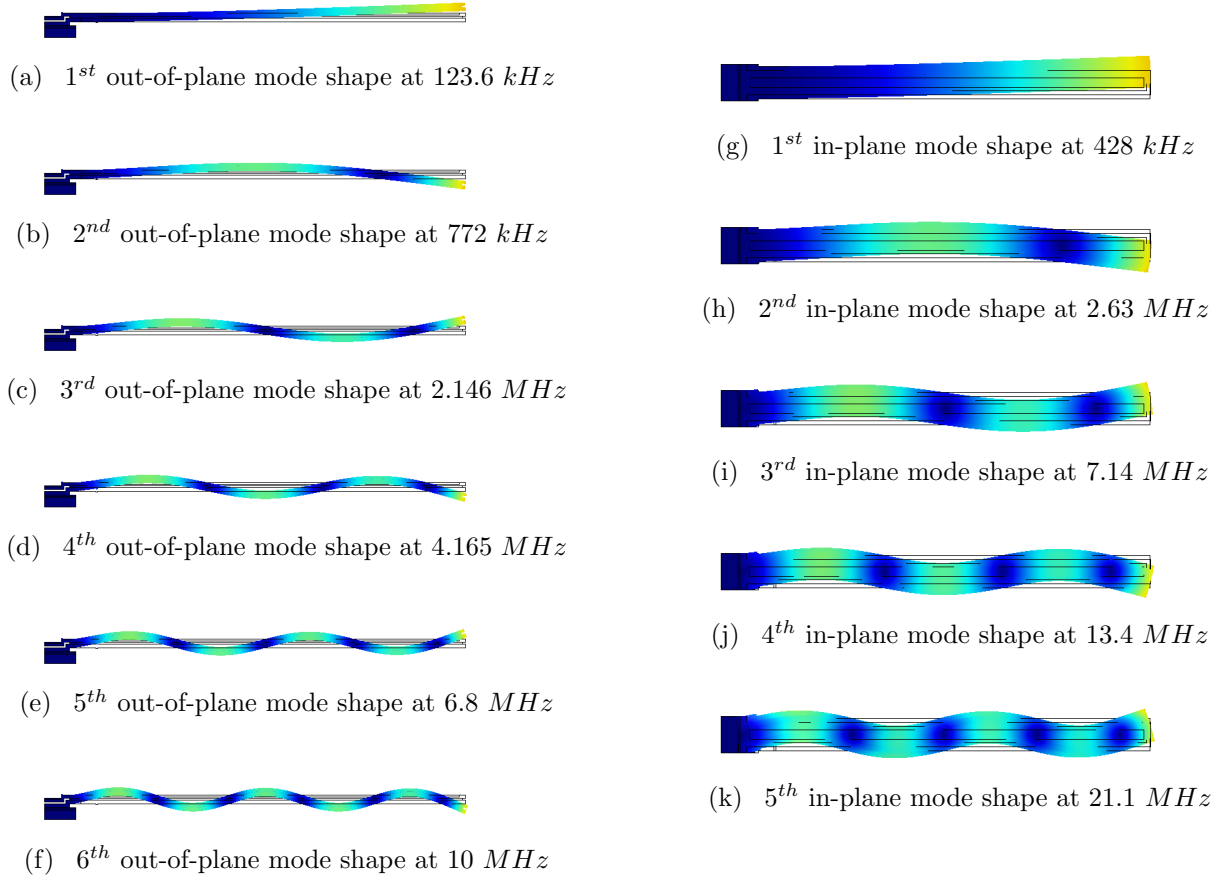 (a) 1st out-of-plane mode shape at 123.6 kHz
(b) 2nd out-of-plane mode shape at 772 kHz
(c) 3rd out-of-plane mode shape at 2.146 MHz
(d) 4th out-of-plane mode shape at 4.165 MHz
(e) 5th out-of-plane mode shape at 6.8 MHz
(f) 6th out-of-plane mode shape at 10 MHz
(g) 1st in-plane mode shape at 428 kHz
(h) 2nd in-plane mode shape at 2.63 MHz
(i) 3rd in-plane mode shape at 7.14 MHz
(j) 4th in-plane mode shape at 13.4 MHz
(k) 5th in-plane mode shape at 21.1 MHz